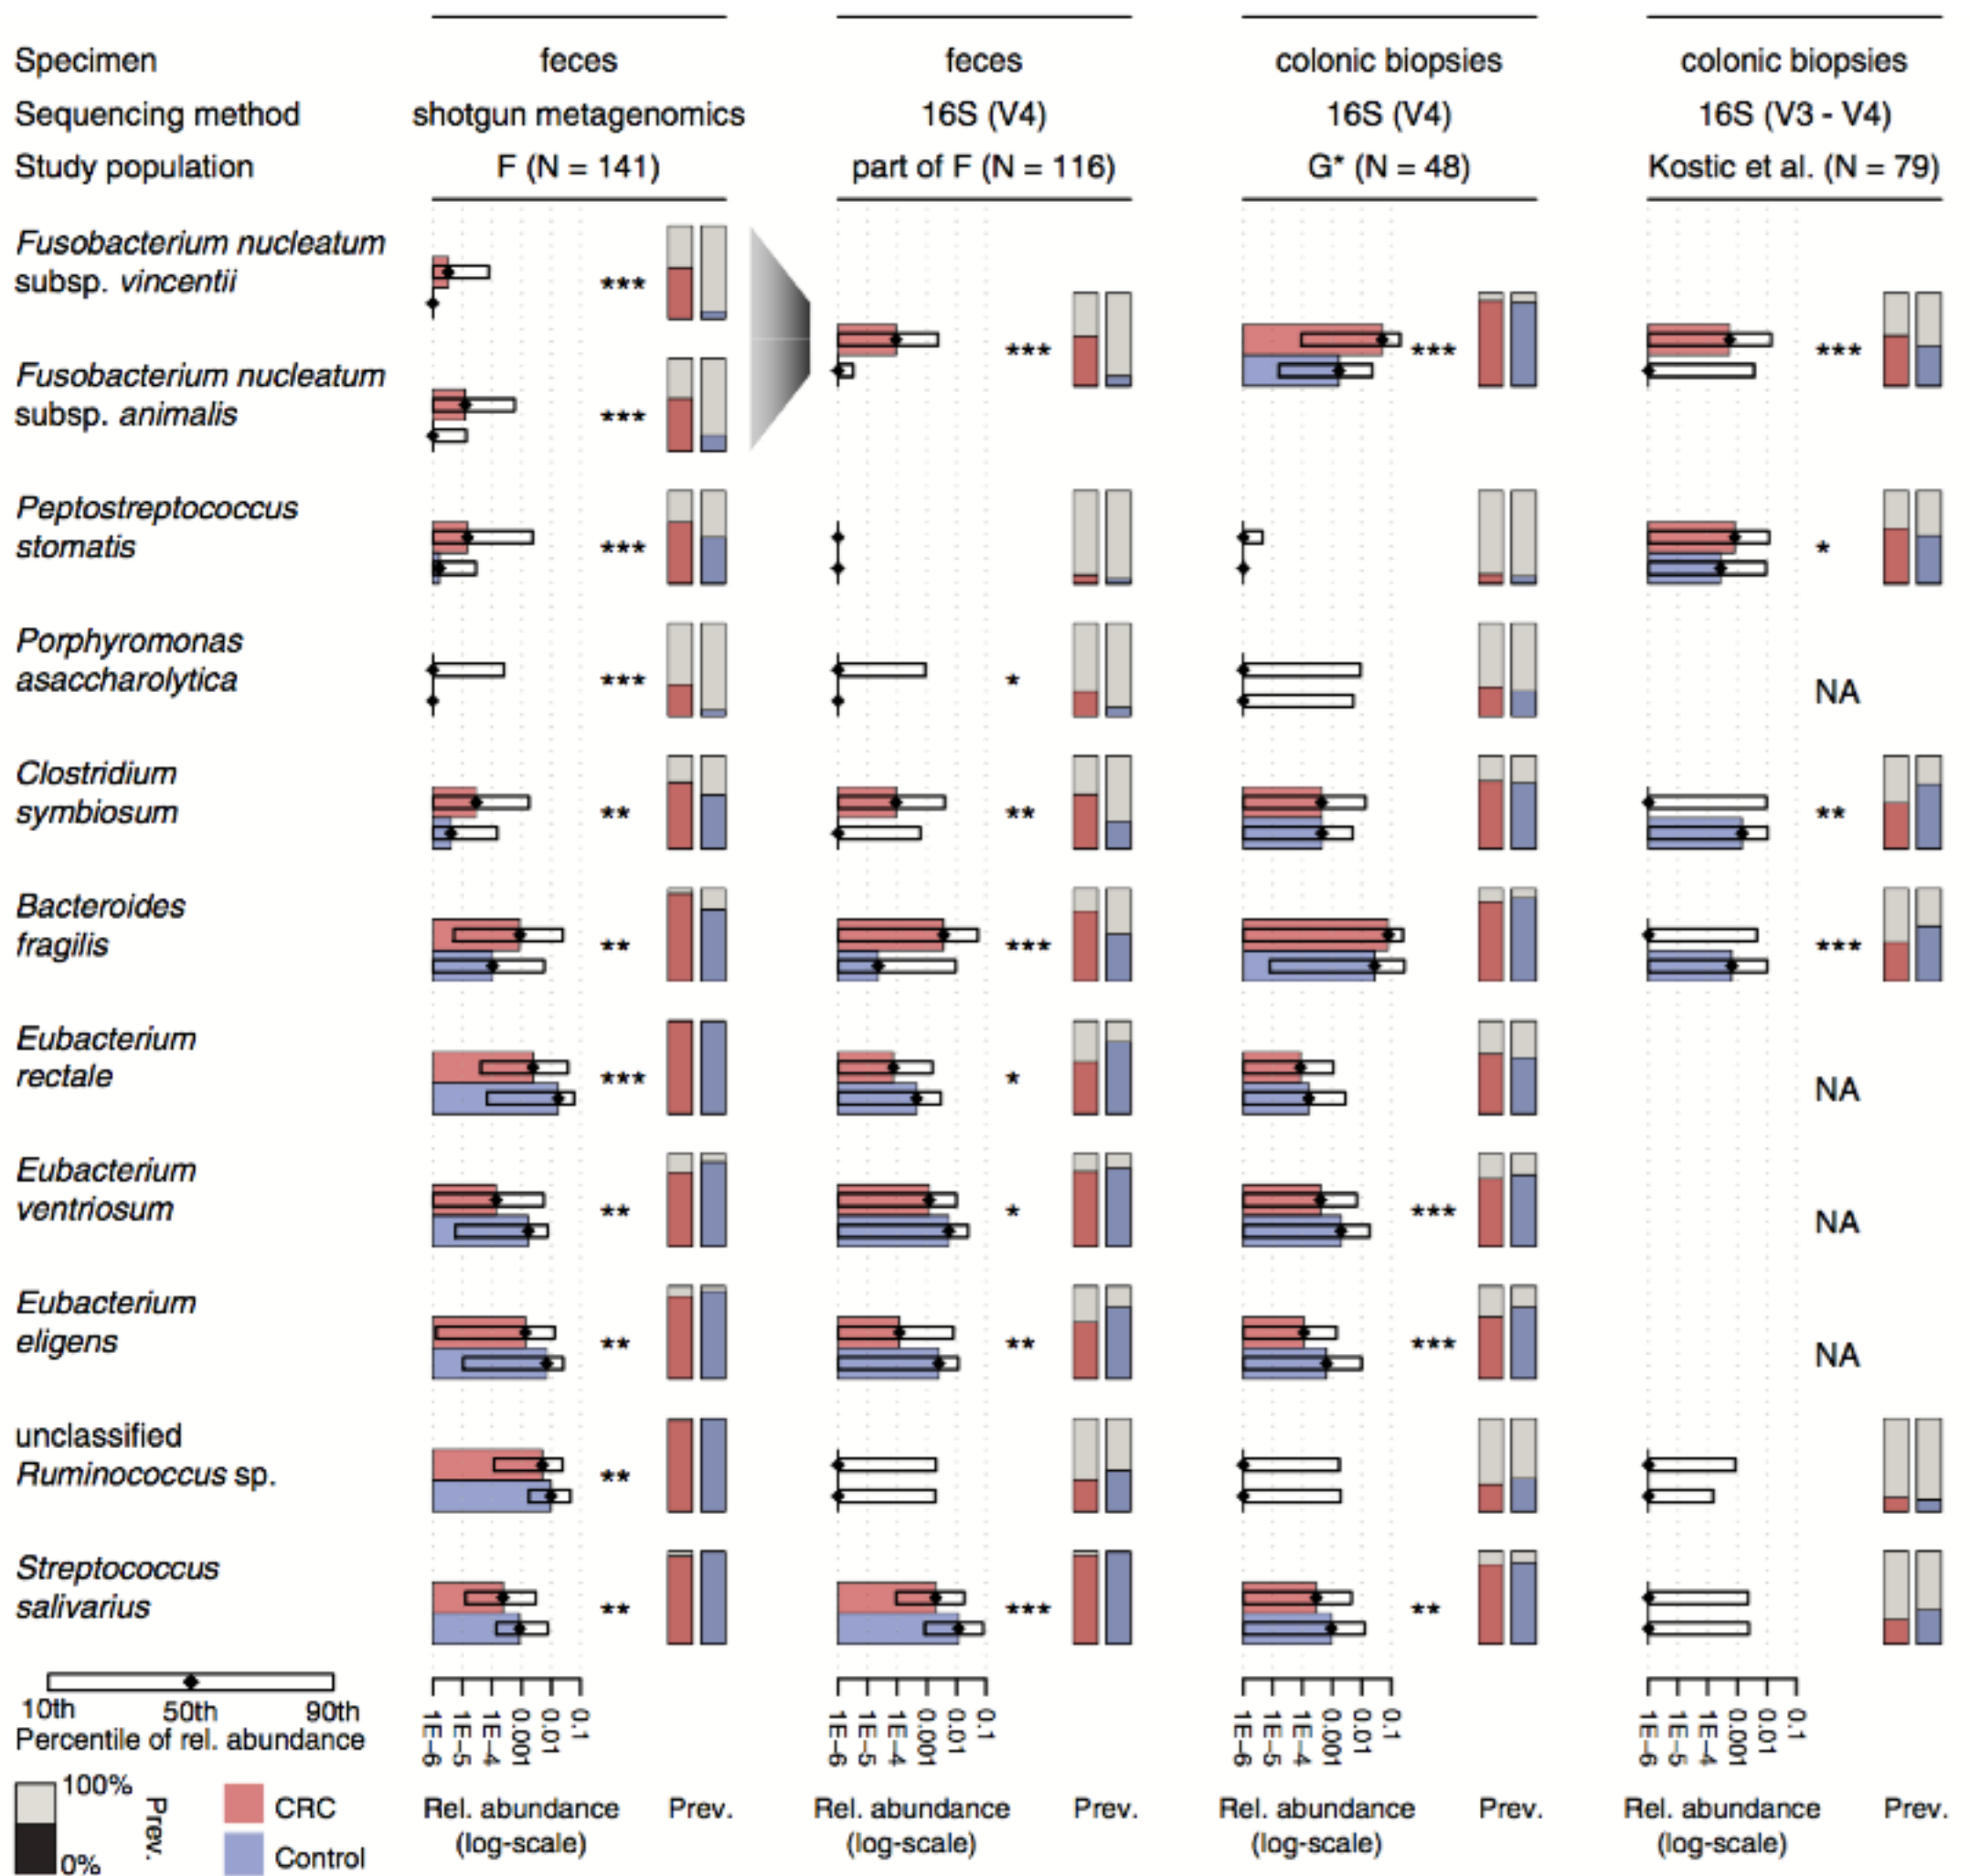 Specimen feces feces colonic biopsies colonic biopsies
Sequencing method shotgun metagenomics 16S (V4) 16S (V4) 16S (V3 - V4)
Study population F (N = 141) part of F (N = 116) G* (N = 48) Kostic et al. (N = 79)
Fusobacterium nucleatum
subsp. vincentii ***
*** *** ***
Fusobacterium nucleatum
subsp. animalis ***
Peptostreptococcus
stomatis *** *
Porphyromonas
asaccharolytica *** * NA
Clostridium
symbiosum ** ** **
Bacteroides
fragilis ** *** ***
Eubacterium
rectale *** * NA
Eubacterium
ventriosum ** * *** NA
Eubacterium
eligens ** ** *** NA
unclassified
Ruminococcus sp. **
Streptococcus
salivarius ** *** **
10th 50th 90th
Percentile of rel. abundance
1E−6 1E−5 1E−4 0.001 0.01 0.1 1E−6 1E−5 1E−4 0.001 0.01 0.1 1E−6 1E−5 1E−4 0.001 0.01 0.1 1E−6 1E−5 1E−4 0.001 0.01 0.1
100%
Prev.
0%
CRC
Control
Rel. abundance Prev. Rel. abundance Prev. Rel. abundance Prev. Rel. abundance Prev.
(log-scale) (log-scale) (log-scale) (log-scale)